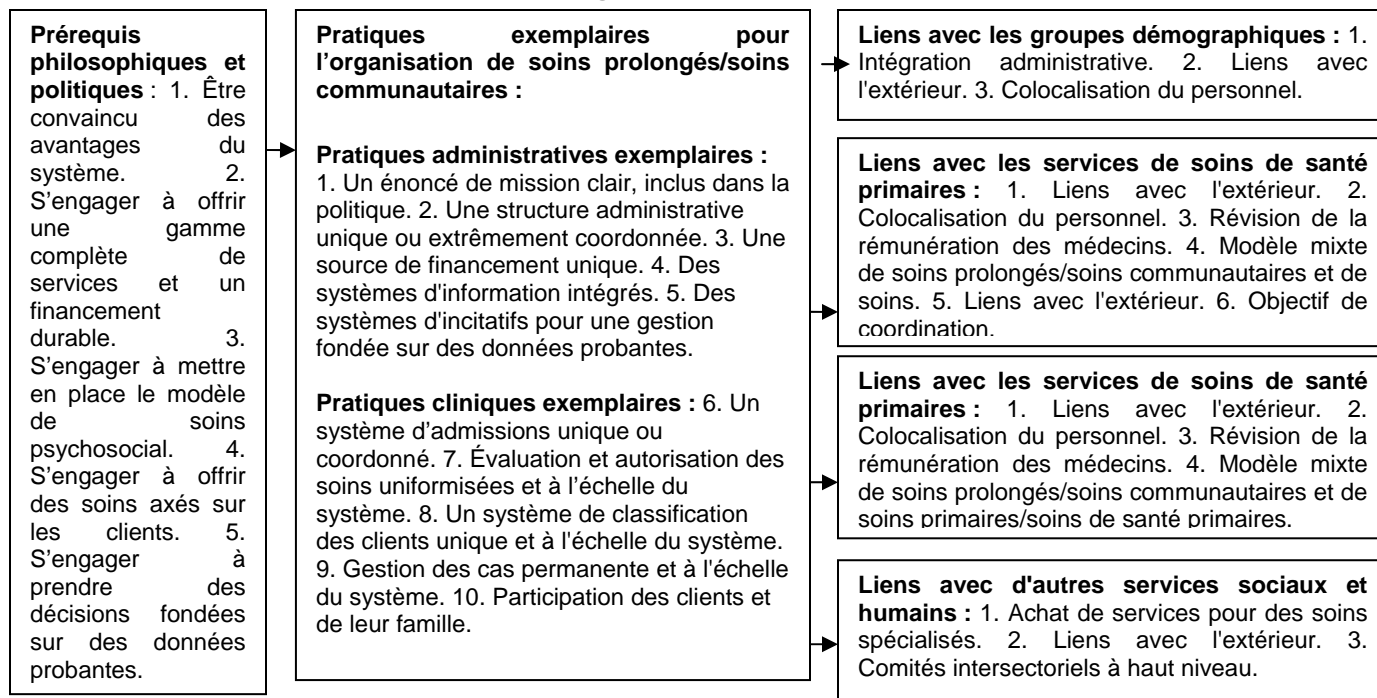 Prérequis
philosophiques et
politiques : 1. Être
convaincu des
avantages du
système. 2.
S'engager à offrir
une gamme
complète de
services et un
financement
durable. 3.
S'engager à mettre
en place le modèle
de soins
psychosocial. 4.
S'engager à offrir
des soins axés sur
les clients. 5.
S'engager à
prendre des
décisions fondées
sur des données
probantes.
Pratiques exemplaires pour
l'organisation de soins prolongés/soins
communautaires :
Pratiques administratives exemplaires :
1. Un énoncé de mission clair, inclus dans la
politique. 2. Une structure administrative
unique ou extrêmement coordonnée. 3. Une
source de financement unique. 4. Des
systèmes d'information intégrés. 5. Des
systèmes d'incitatifs pour une gestion
fondée sur des données probantes.
Pratiques cliniques exemplaires : 6. Un
système d'admissions unique ou
coordonné. 7. Évaluation et autorisation des
soins uniformisées et à l'échelle du
système. 8. Un système de classification
des clients unique et à l'échelle du système.
9. Gestion des cas permanente et à l'échelle
du système. 10. Participation des clients et
de leur famille.
Liens avec les groupes démographiques : 1.
Intégration administrative. 2. Liens avec
l'extérieur. 3. Colocalisation du personnel.
Liens avec les services de soins de santé
primaires : 1. Liens avec l'extérieur. 2.
Colocalisation du personnel. 3. Révision de la
rémunération des médecins. 4. Modèle mixte
de soins prolongés/soins communautaires et de
soins. 5. Liens avec l'extérieur. 6. Objectif de
coordination.
Liens avec les services de soins de santé
primaires : 1. Liens avec l'extérieur. 2.
Colocalisation du personnel. 3. Révision de la
rémunération des médecins. 4. Modèle mixte
de soins prolongés/soins communautaires et de
soins primaires/soins de santé primaires.
Liens avec d'autres services sociaux et
humains : 1. Achat de services pour des soins
spécialisés. 2. Liens avec l'extérieur. 3.
Comités intersectoriels à haut niveau.